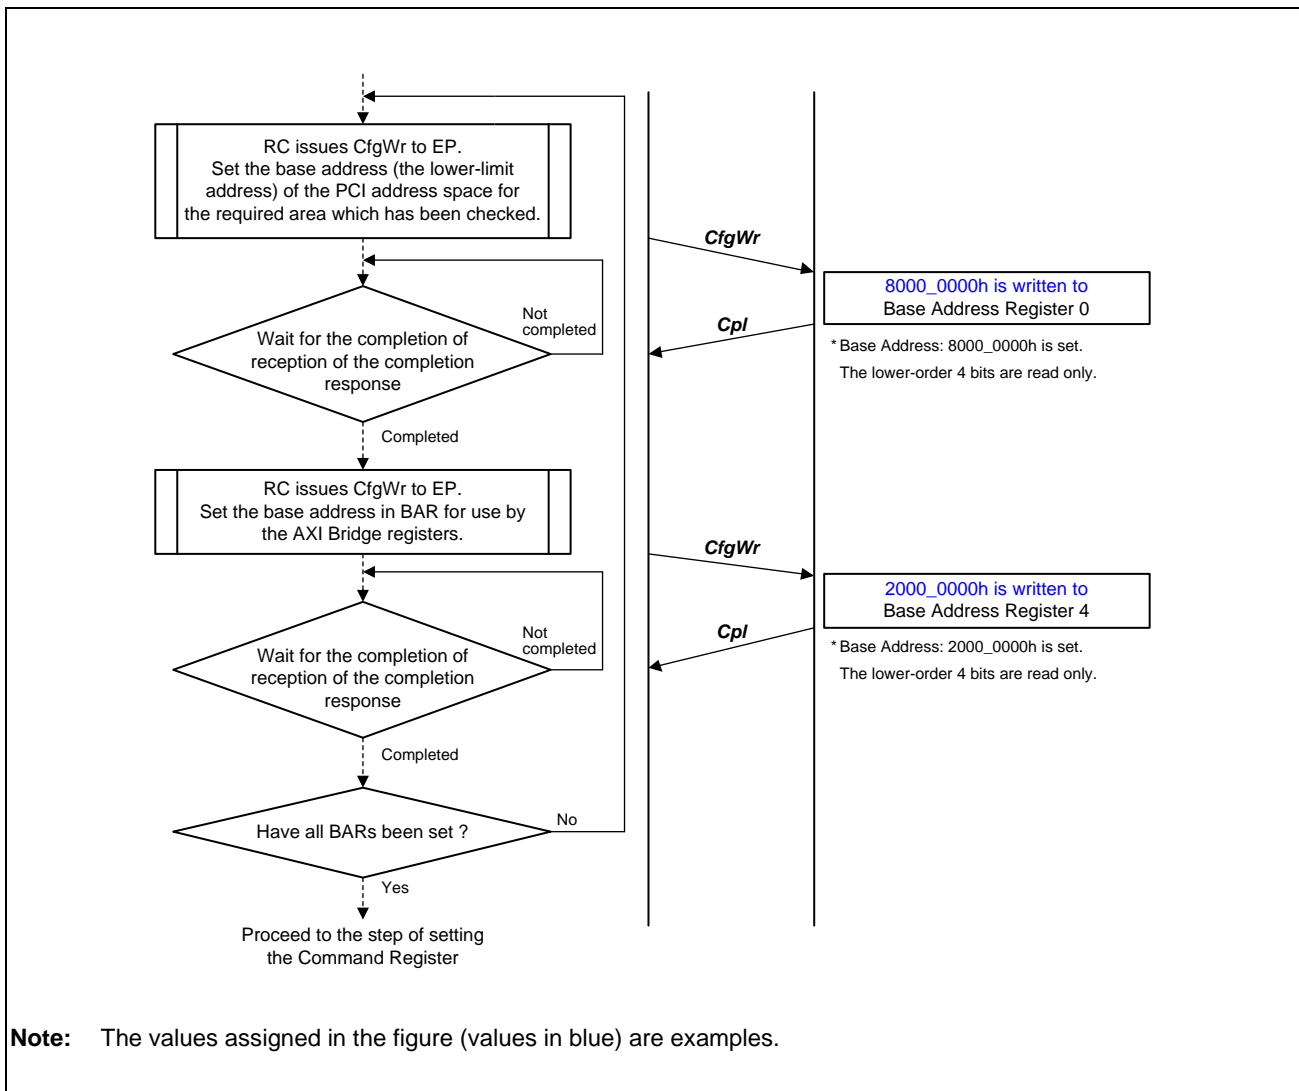 RC issues CfgWr to EP.
Set the base address (the lower-limit
address) of the PCI address space for
the required area which has been checked.
CfgWr
8000_0000h is written to
Base Address Register 0
Not
completed
Cpl
Wait for the completion of
reception of the completion
response
* Base Address: 8000_0000h is set.
The lower-order 4 bits are read only.
Completed
RC issues CfgWr to EP.
Set the base address in BAR for use by
the AXI Bridge registers.
CfgWr
2000_0000h is written to
Base Address Register 4
Not
completed
Cpl
Wait for the completion of
reception of the completion
response
* Base Address: 2000_0000h is set.
The lower-order 4 bits are read only.
Completed
Have all BARs been set ?
No
Yes
Proceed to the step of setting
the Command Register
Note: The values assigned in the figure (values in blue) are examples.